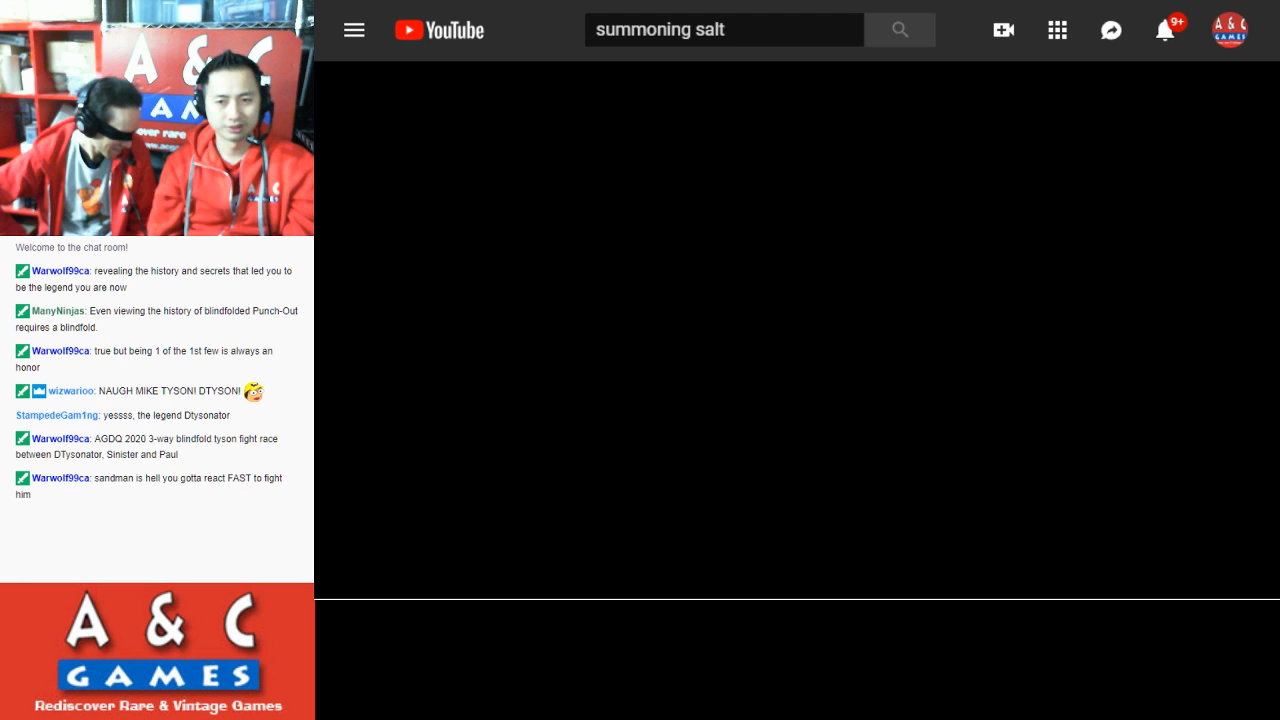 YouTube
summoning salt
9+
A & C
GAMES
A & C
A
M
over rare
Welcome to the chat room!
Warwolf99ca: revealing the history and secrets that led you to
be the legend you are now
ManyNinjas: Even viewing the history of blindfolded Punch-Out
requires a blindfold.
Warwolf99ca: true but being 1 of the 1st few is always an
honor
wizwarioo: NAUGH MIKE TYSON! DTYSON!
StampedeGam1ng: yessss, the legend Dtysonator
Warwolf99ca: AGDQ 2020 3-way blindfold tyson fight race
between DTysonator, Sinister and Paul
Warwolf99ca: sandman is hell you gotta react FAST to fight
him
A & C
GAMES
Rediscover Rare & Vintage Games